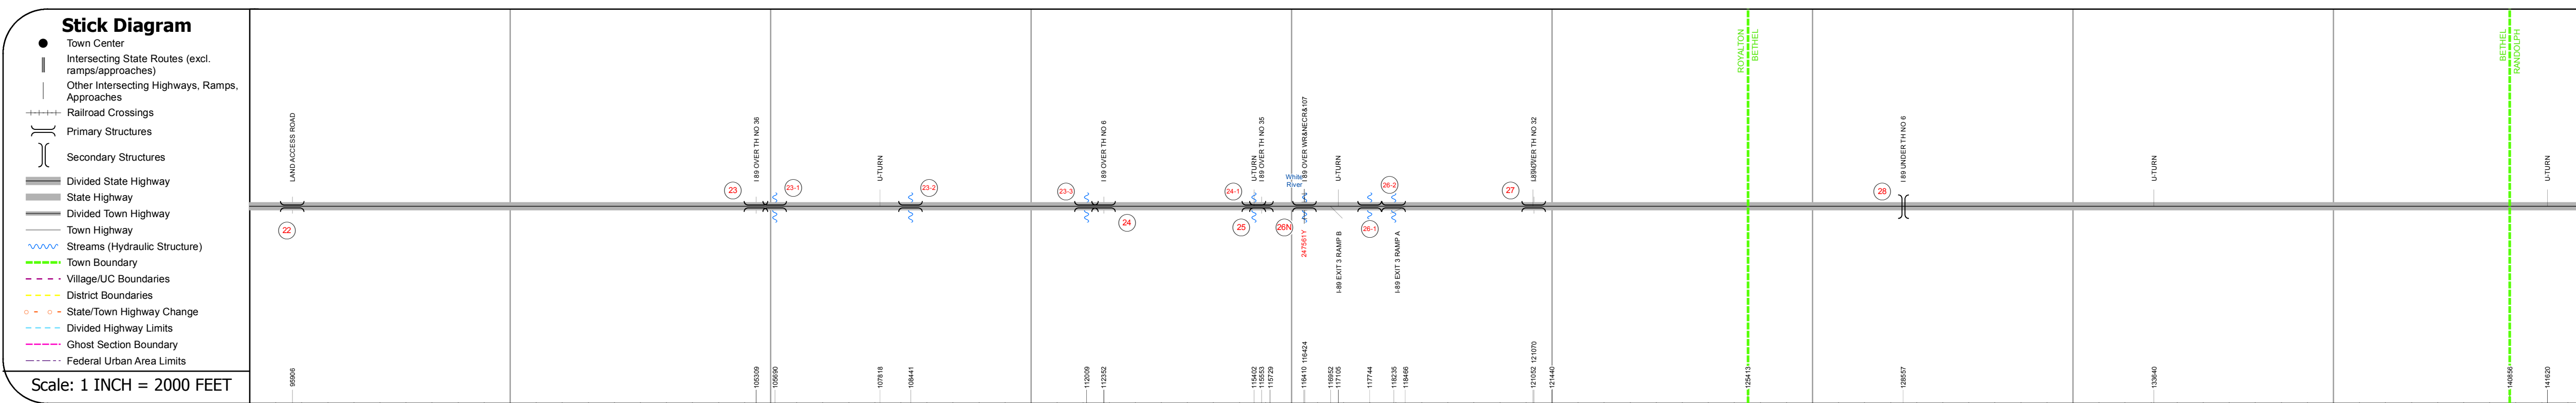 Stick Diagram
Town Center
Intersecting State Routes (excl.
ramps/approaches)
Other Intersecting Highways, Ramps,
Approaches
Railroad Crossings
Primary Structures
Secondary Structures
Divided State Highway
State Highway
Divided Town Highway
Town Highway
Streams (Hydraulic Structure)
Town Boundary
Village/UC Boundaries
District Boundaries
State/Town Highway Change
Divided Highway Limits
Ghost Section Boundary
Federal Urban Area Limits
Scale: 1 INCH = 2000 FEET
LAND ACCESS ROAD
22
95906
I 89 OVER TH NO 36
23
23-1
105309
105690
U-TURN
23-2
107818
108441
I 89 OVER TH NO 6
23-3
24
112009
112352
U-TURN
I 89 OVER TH NO 35
24-1
25
115402
115553
115729
White
River
I 89 OVER WR&NECR&107
26N
247561Y
116410 116424
U-TURN
I-89 EXIT 3 RAMP B
116952
117105
26-2
26-1
I-89 EXIT 3 RAMP A
117744
118235
118466
27
121052 121070
121440
ROYALTON
BETHEL
125413
I 89 UNDER TH NO 6
28
128557
U-TURN
133640
BETHEL
RANDOLPH
140856
U-TURN
141620